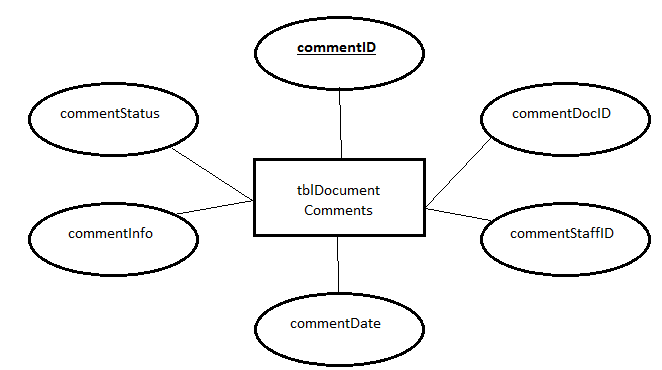 commentID
commentStatus
commentDocID
tblDocument
Comments
commentInfo
commentStaffID
commentDate